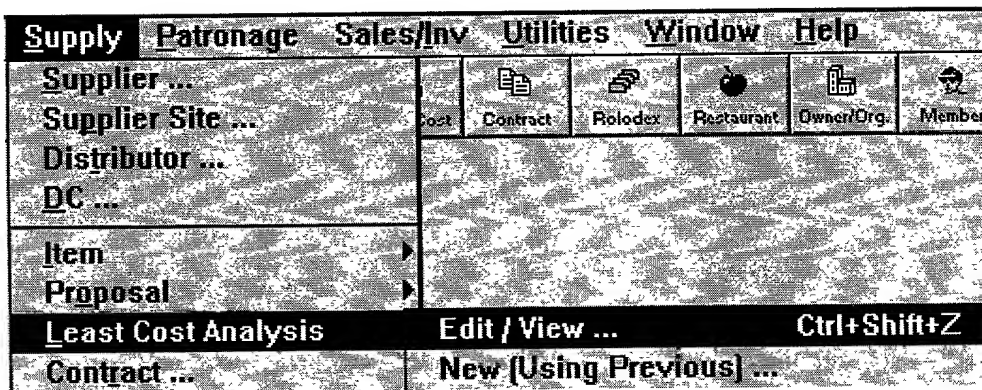 Supply Patronage Sales/Inv Utilities Window Help
Supplier ...
Supplier Site ...
Distributor ...
DC ...
Cost Contract Rolodex Restaurant Owner/Org. Member
Item
Proposal
Least Cost Analysis
Contract ...
Edit / View ... Ctrl+Shift+Z
New (Using Previous) ...